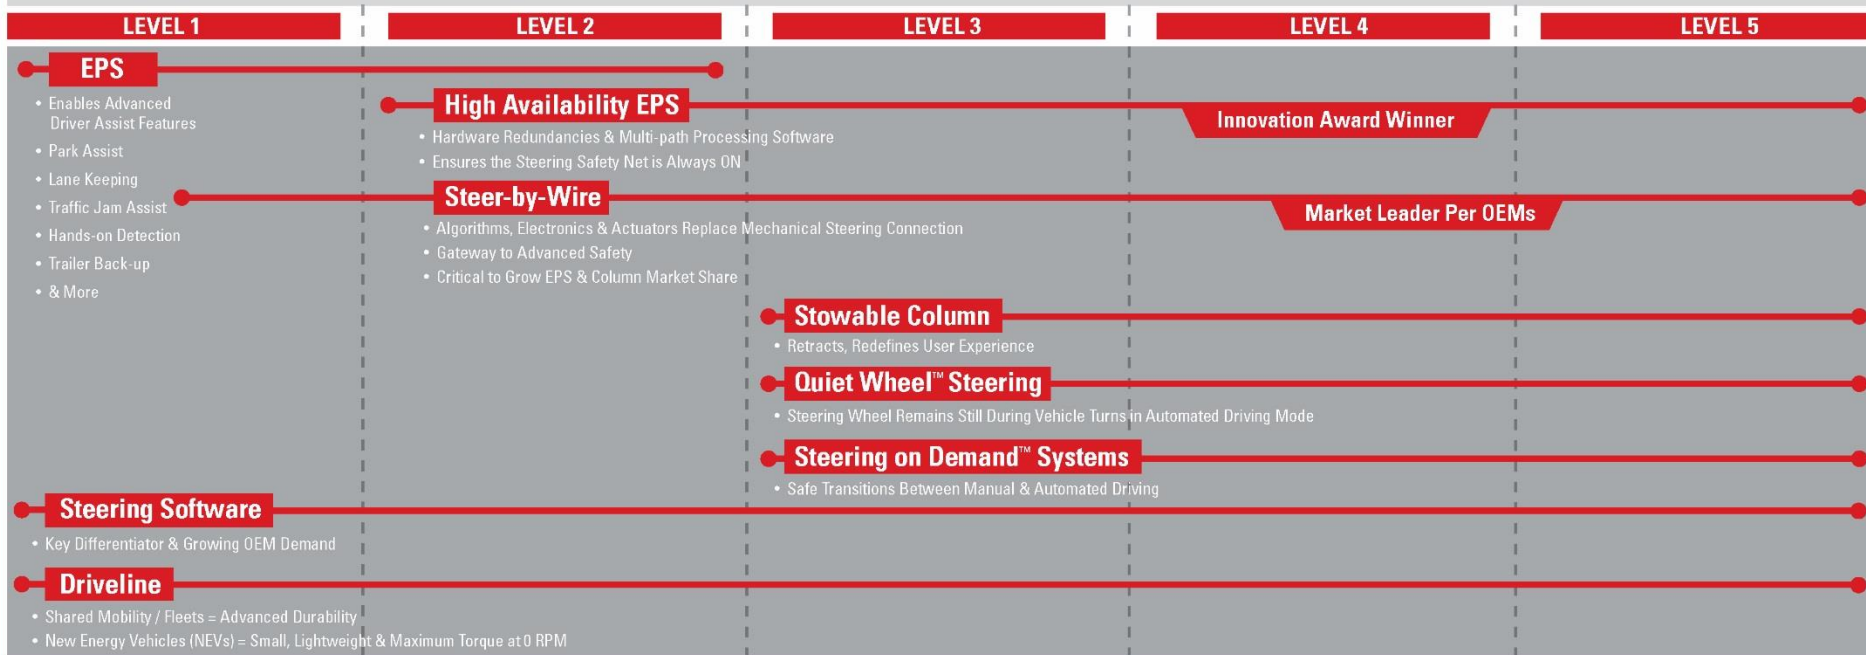 LEVEL 1
LEVEL 2
LEVEL 3
LEVEL 4
LEVEL 5
EPS
• Enables Advanced
Driver Assist Features
• Park Assist
• Lane Keeping
• Traffic Jam Assist
• Hands-on Detection
• Trailer Back-up
• & More
High Availability EPS
• Hardware Redundancies & Multi-path Processing Software
• Ensures the Steering Safety Net is Always ON
Innovation Award Winner
Steer-by-Wire
• Algorithms, Electronics & Actuators Replace Mechanical Steering Connection
• Gateway to Advanced Safety
• Critical to Grow EPS & Column Market Share
Market Leader Per OEMs
Stowable Column
• Retracts, Redefines User Experience
Quiet Wheel™ Steering
• Steering Wheel Remains Still During Vehicle Turns in Automated Driving Mode
Steering on Demand™ Systems
• Safe Transitions Between Manual & Automated Driving
Steering Software
• Key Differentiator & Growing OEM Demand
Driveline
• Shared Mobility / Fleets = Advanced Durability
• New Energy Vehicles (NEVs) = Small, Lightweight & Maximum Torque at 0 RPM